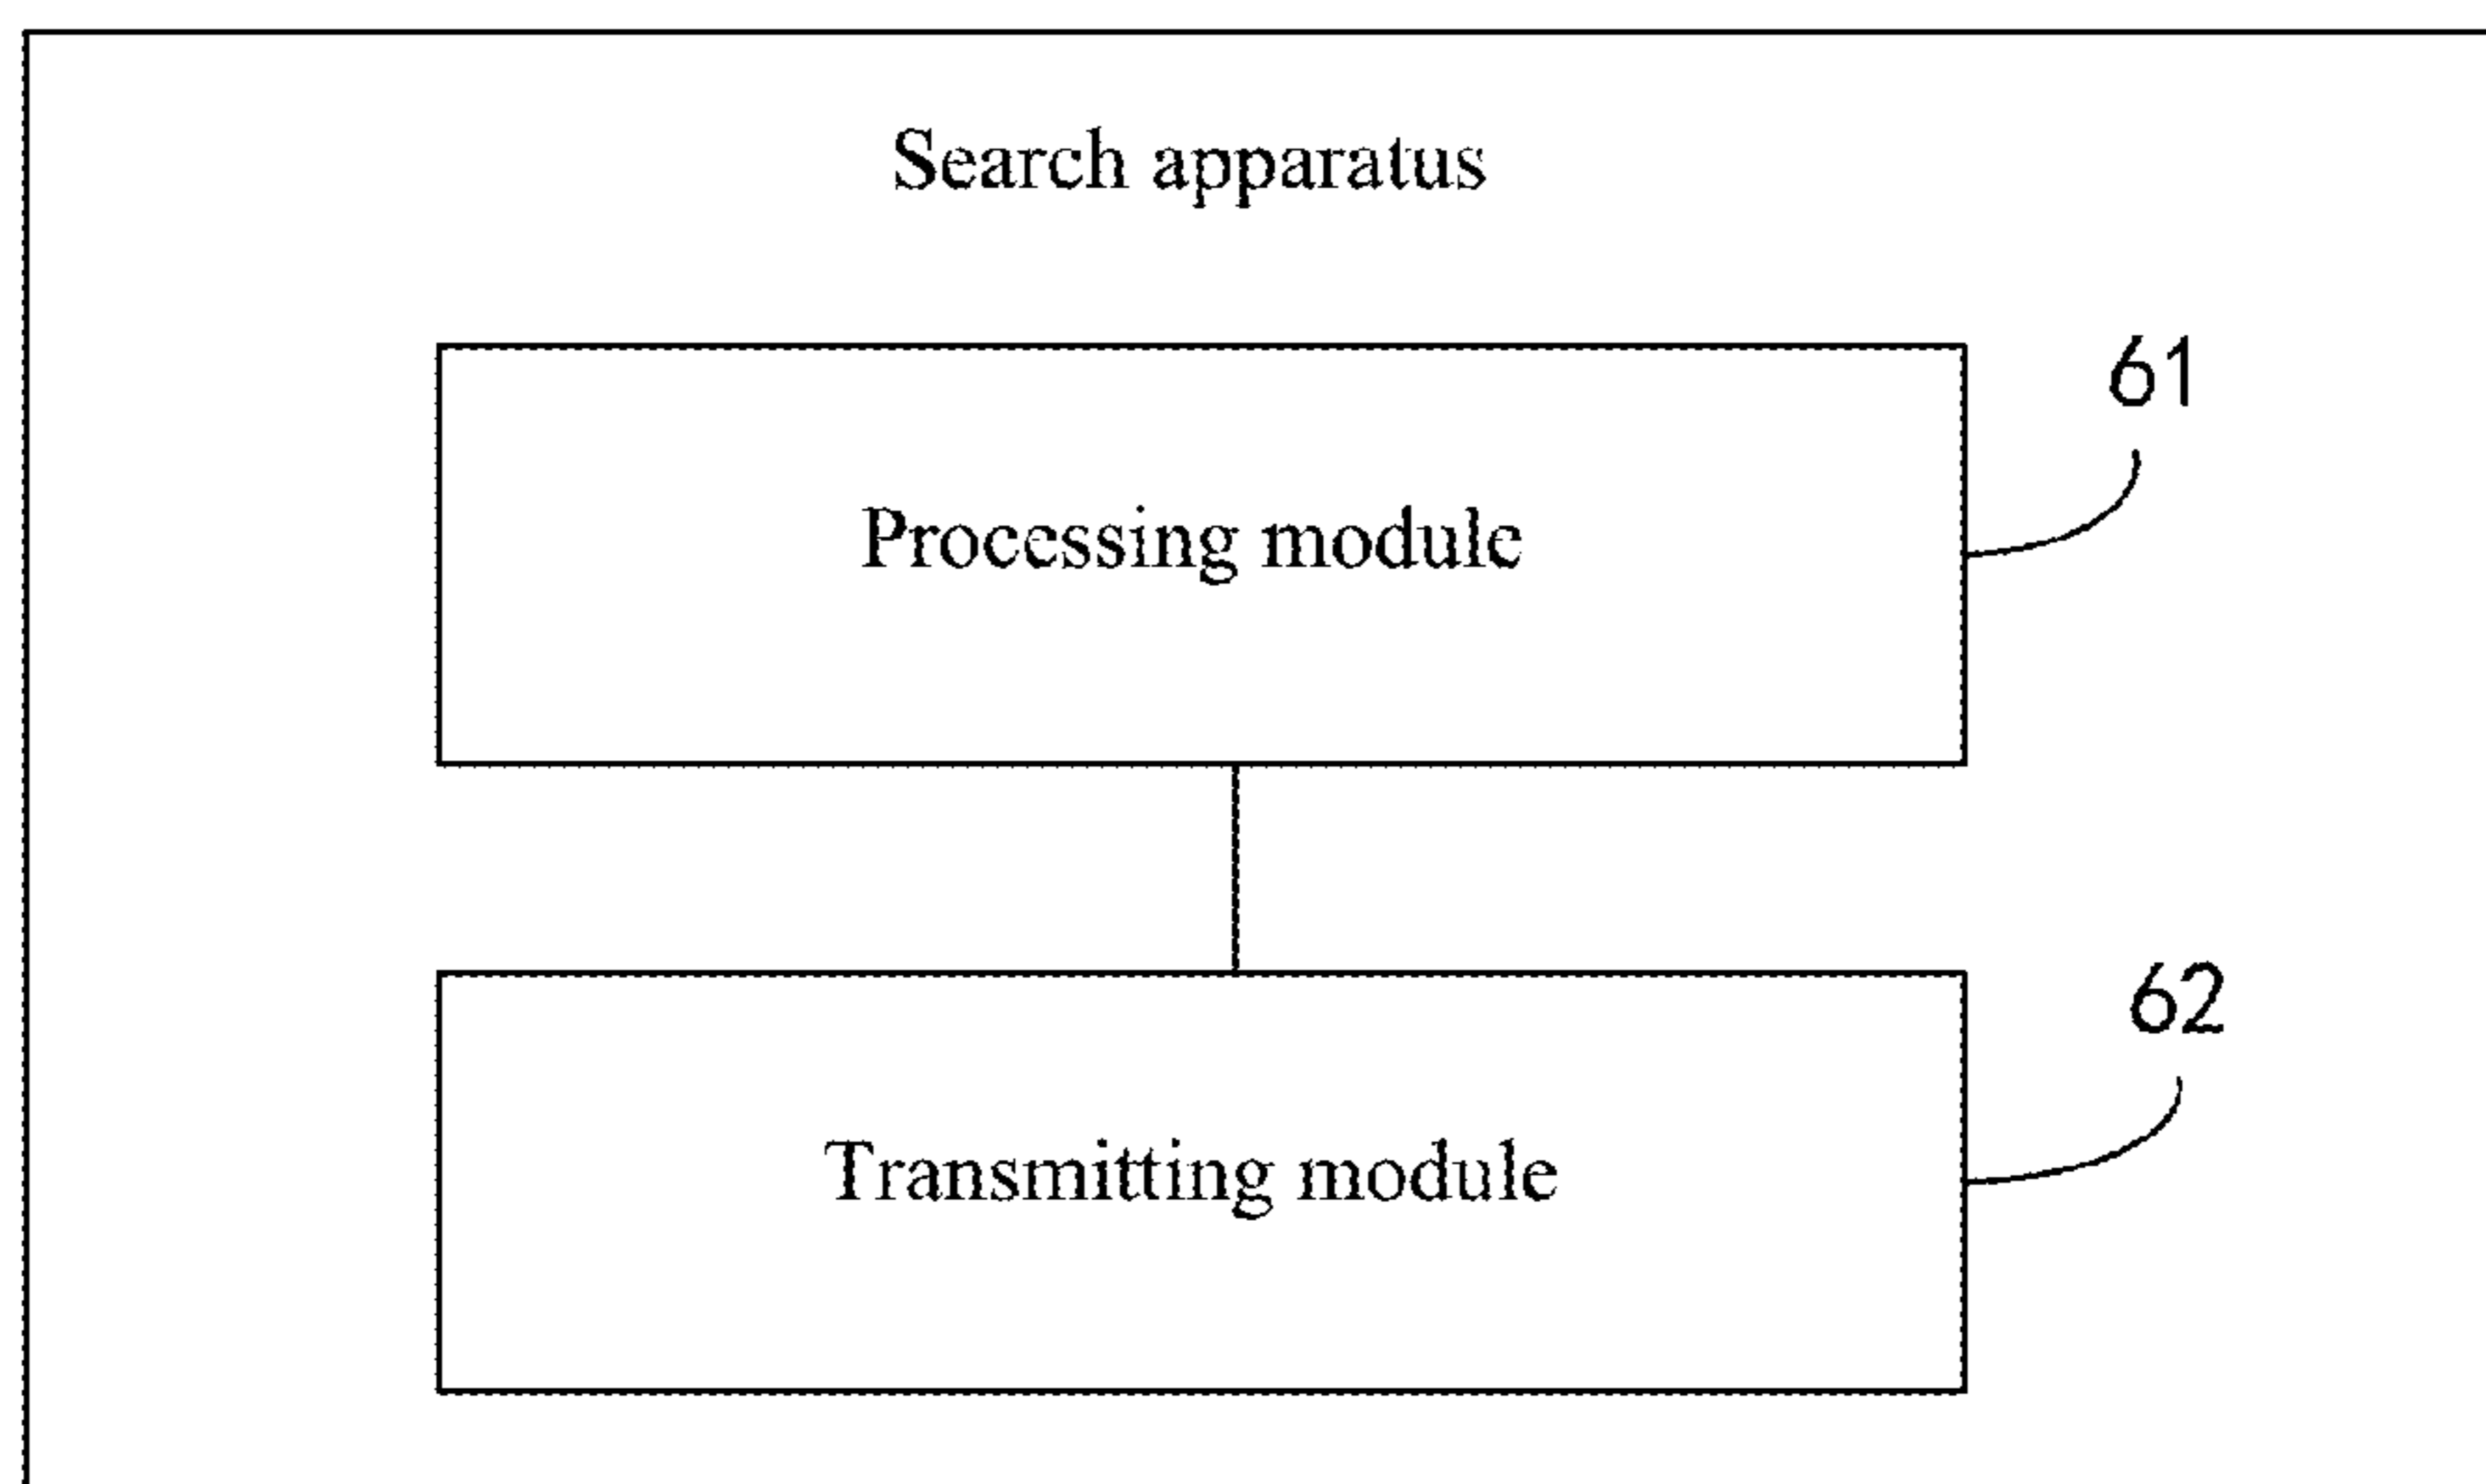 Search apparatus
61
Processing module
62
Transmitting module